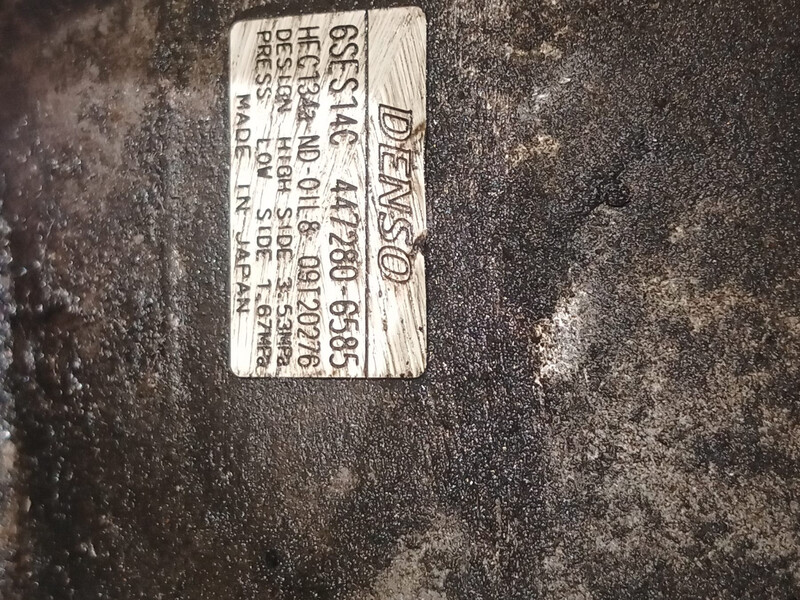 DENSO
6SES14C 447280-6585
HFC134a ND-OIL8 09T20276
DESIGN HIGH SIDE 3.53MPa
PRESS LOW SIDE 1.67MPa
MADE IN JAPAN